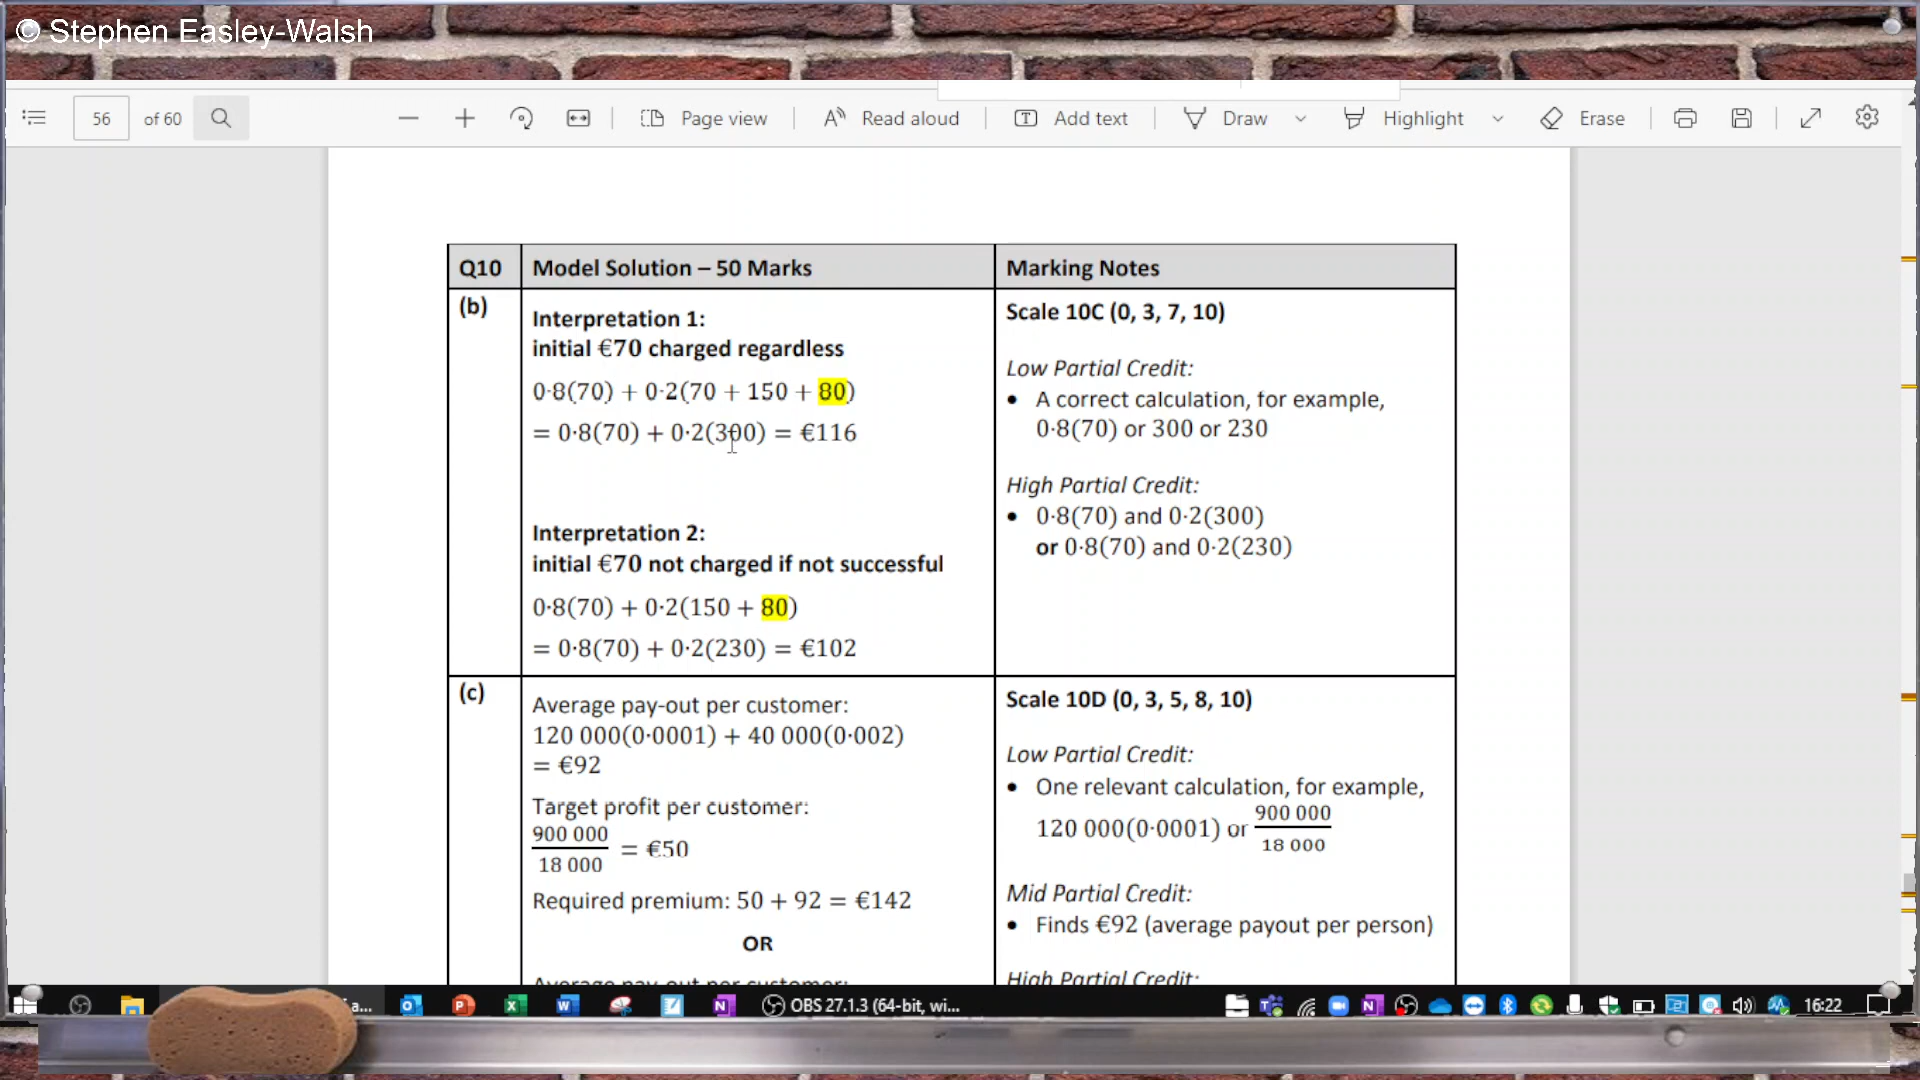 © Stephen Easley-Walsh
56 of 60 Page view Read aloud Add text Draw Highlight Erase
Q10 Model Solution – 50 Marks Marking Notes
(b)
Interpretation 1:
initial €70 charged regardless
0·8(70) + 0·2(70 + 150 + 80)
= 0·8(70) + 0·2(300) = €116
Interpretation 2:
initial €70 not charged if not successful
0·8(70) + 0·2(150 + 80)
= 0·8(70) + 0·2(230) = €102
Scale 10C (0, 3, 7, 10)
Low Partial Credit:
• A correct calculation, for example,
0·8(70) or 300 or 230
High Partial Credit:
• 0·8(70) and 0·2(300)
or 0·8(70) and 0·2(230)
(c)
Average pay-out per customer:
120 000(0·0001) + 40 000(0·002)
= €92
Target profit per customer:
900 000
18 000
= €50
Required premium: 50 + 92 = €142
OR
Average pay-out per customer:
Scale 10D (0, 3, 5, 8, 10)
Low Partial Credit:
• One relevant calculation, for example,
120 000(0·0001) or 900 000
18 000
Mid Partial Credit:
• Finds €92 (average payout per person)
High Partial Credit:
a... OBS 27.1.3 (64-bit, wi... 16:22